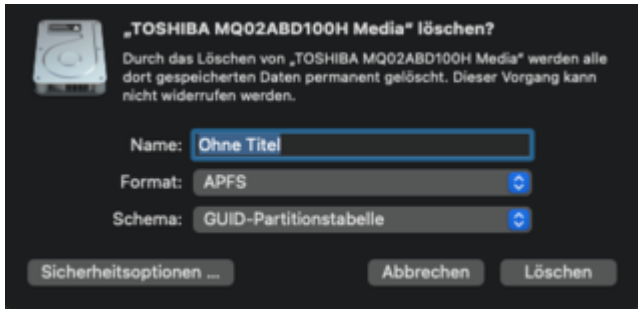 „TOSHIBA MQ02ABD100H Media“ löschen?
Durch das Löschen von „TOSHIBA MQ02ABD100H Media“ werden alle
dort gespeicherten Daten permanent gelöscht. Dieser Vorgang kann
nicht widerrufen werden.
Name: Ohne Titel
Format: APFS
Schema: GUID-Partitionstabelle
Sicherheitsoptionen ... Abbrechen Löschen